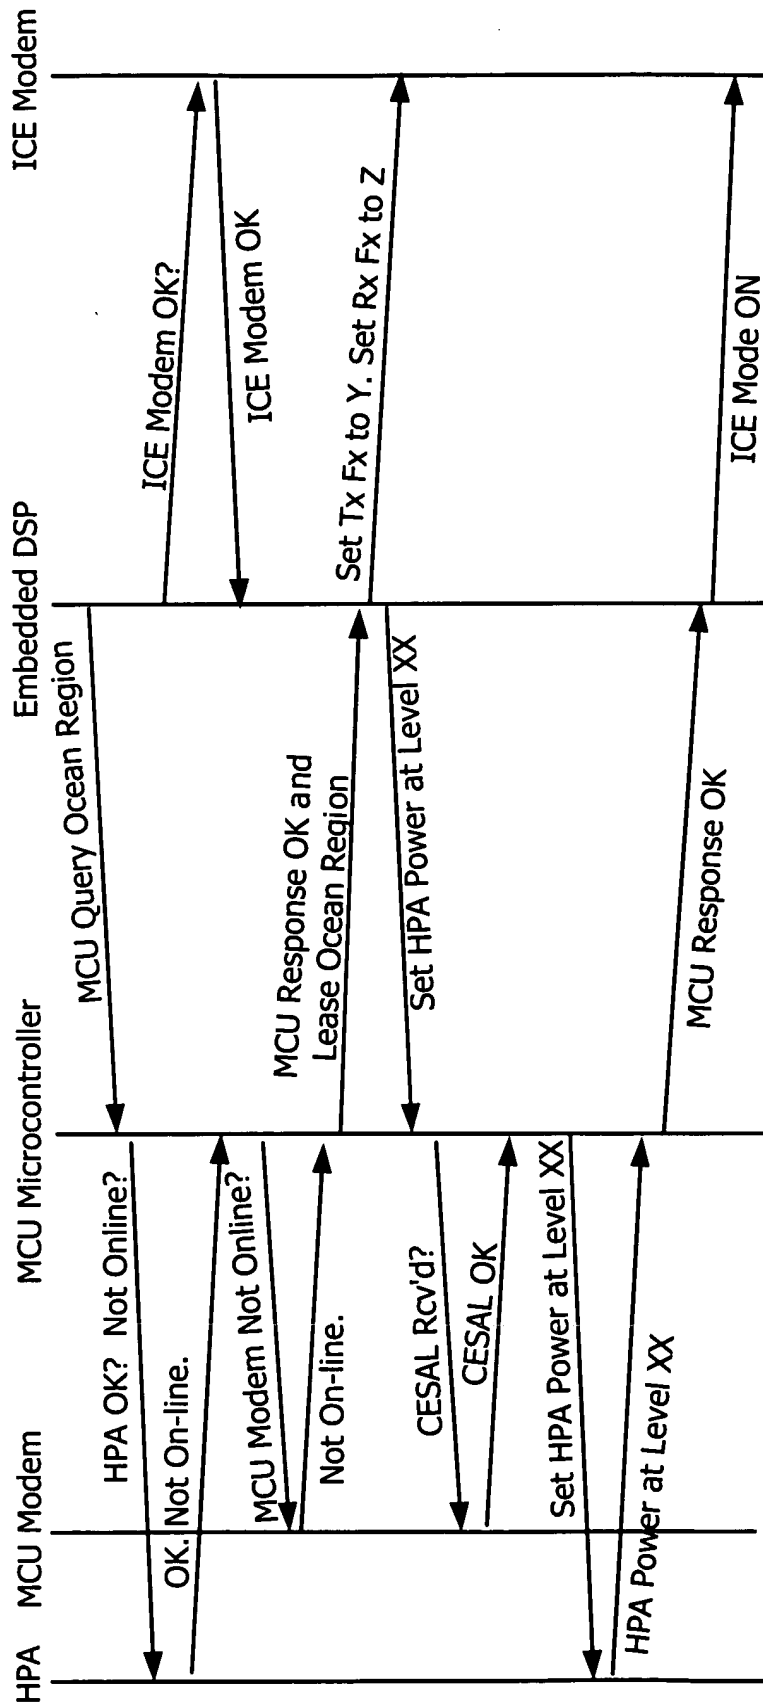 HPA
MCU Modem
MCU Microcontroller
Embedded DSP
ICE Modem
MCU Query Ocean Region
HPA OK? Not Online?
ICE Modem OK?
OK. Not On-line.
ICE Modem OK
MCU Modem Not Online?
Not On-line.
MCU Response OK and
Lease Ocean Region
Set Tx Fx to Y. Set Rx Fx to Z
Set HPA Power at Level XX
CESAL Rcv'd?
CESAL OK
Set HPA Power at Level XX
HPA Power at Level XX
MCU Response OK
ICE Mode ON